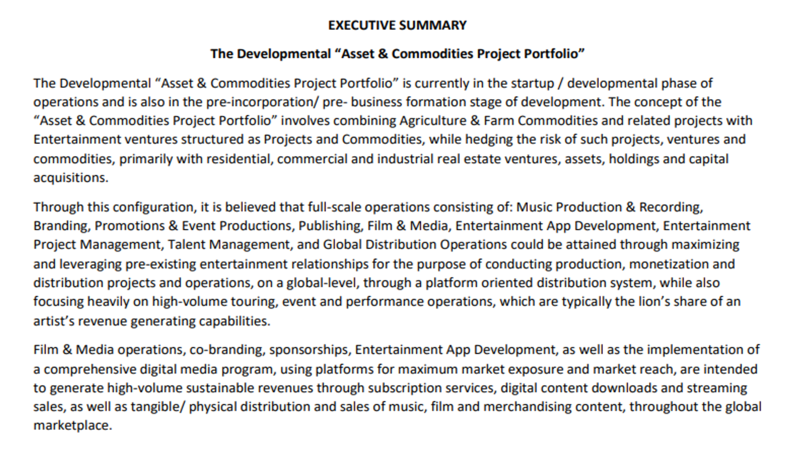 EXECUTIVE SUMMARY
The Developmental “Asset & Commodities Project Portfolio”
The Developmental “Asset & Commodities Project Portfolio” is currently in the startup / developmental phase of
operations and is also in the pre-incorporation/ pre- business formation stage of development. The concept of the
“Asset & Commodities Project Portfolio” involves combining Agriculture & Farm Commodities and related projects with
Entertainment ventures structured as Projects and Commodities, while hedging the risk of such projects, ventures and
commodities, primarily with residential, commercial and industrial real estate ventures, assets, holdings and capital
acquisitions.
Through this configuration, it is believed that full-scale operations consisting of: Music Production & Recording,
Branding, Promotions & Event Productions, Publishing, Film & Media, Entertainment App Development, Entertainment
Project Management, Talent Management, and Global Distribution Operations could be attained through maximizing
and leveraging pre-existing entertainment relationships for the purpose of conducting production, monetization and
distribution projects and operations, on a global-level, through a platform oriented distribution system, while also
focusing heavily on high-volume touring, event and performance operations, which are typically the lion’s share of an
artist’s revenue generating capabilities.
Film & Media operations, co-branding, sponsorships, Entertainment App Development, as well as the implementation of
a comprehensive digital media program, using platforms for maximum market exposure and market reach, are intended
to generate high-volume sustainable revenues through subscription services, digital content downloads and streaming
sales, as well as tangible/ physical distribution and sales of music, film and merchandising content, throughout the global
marketplace.